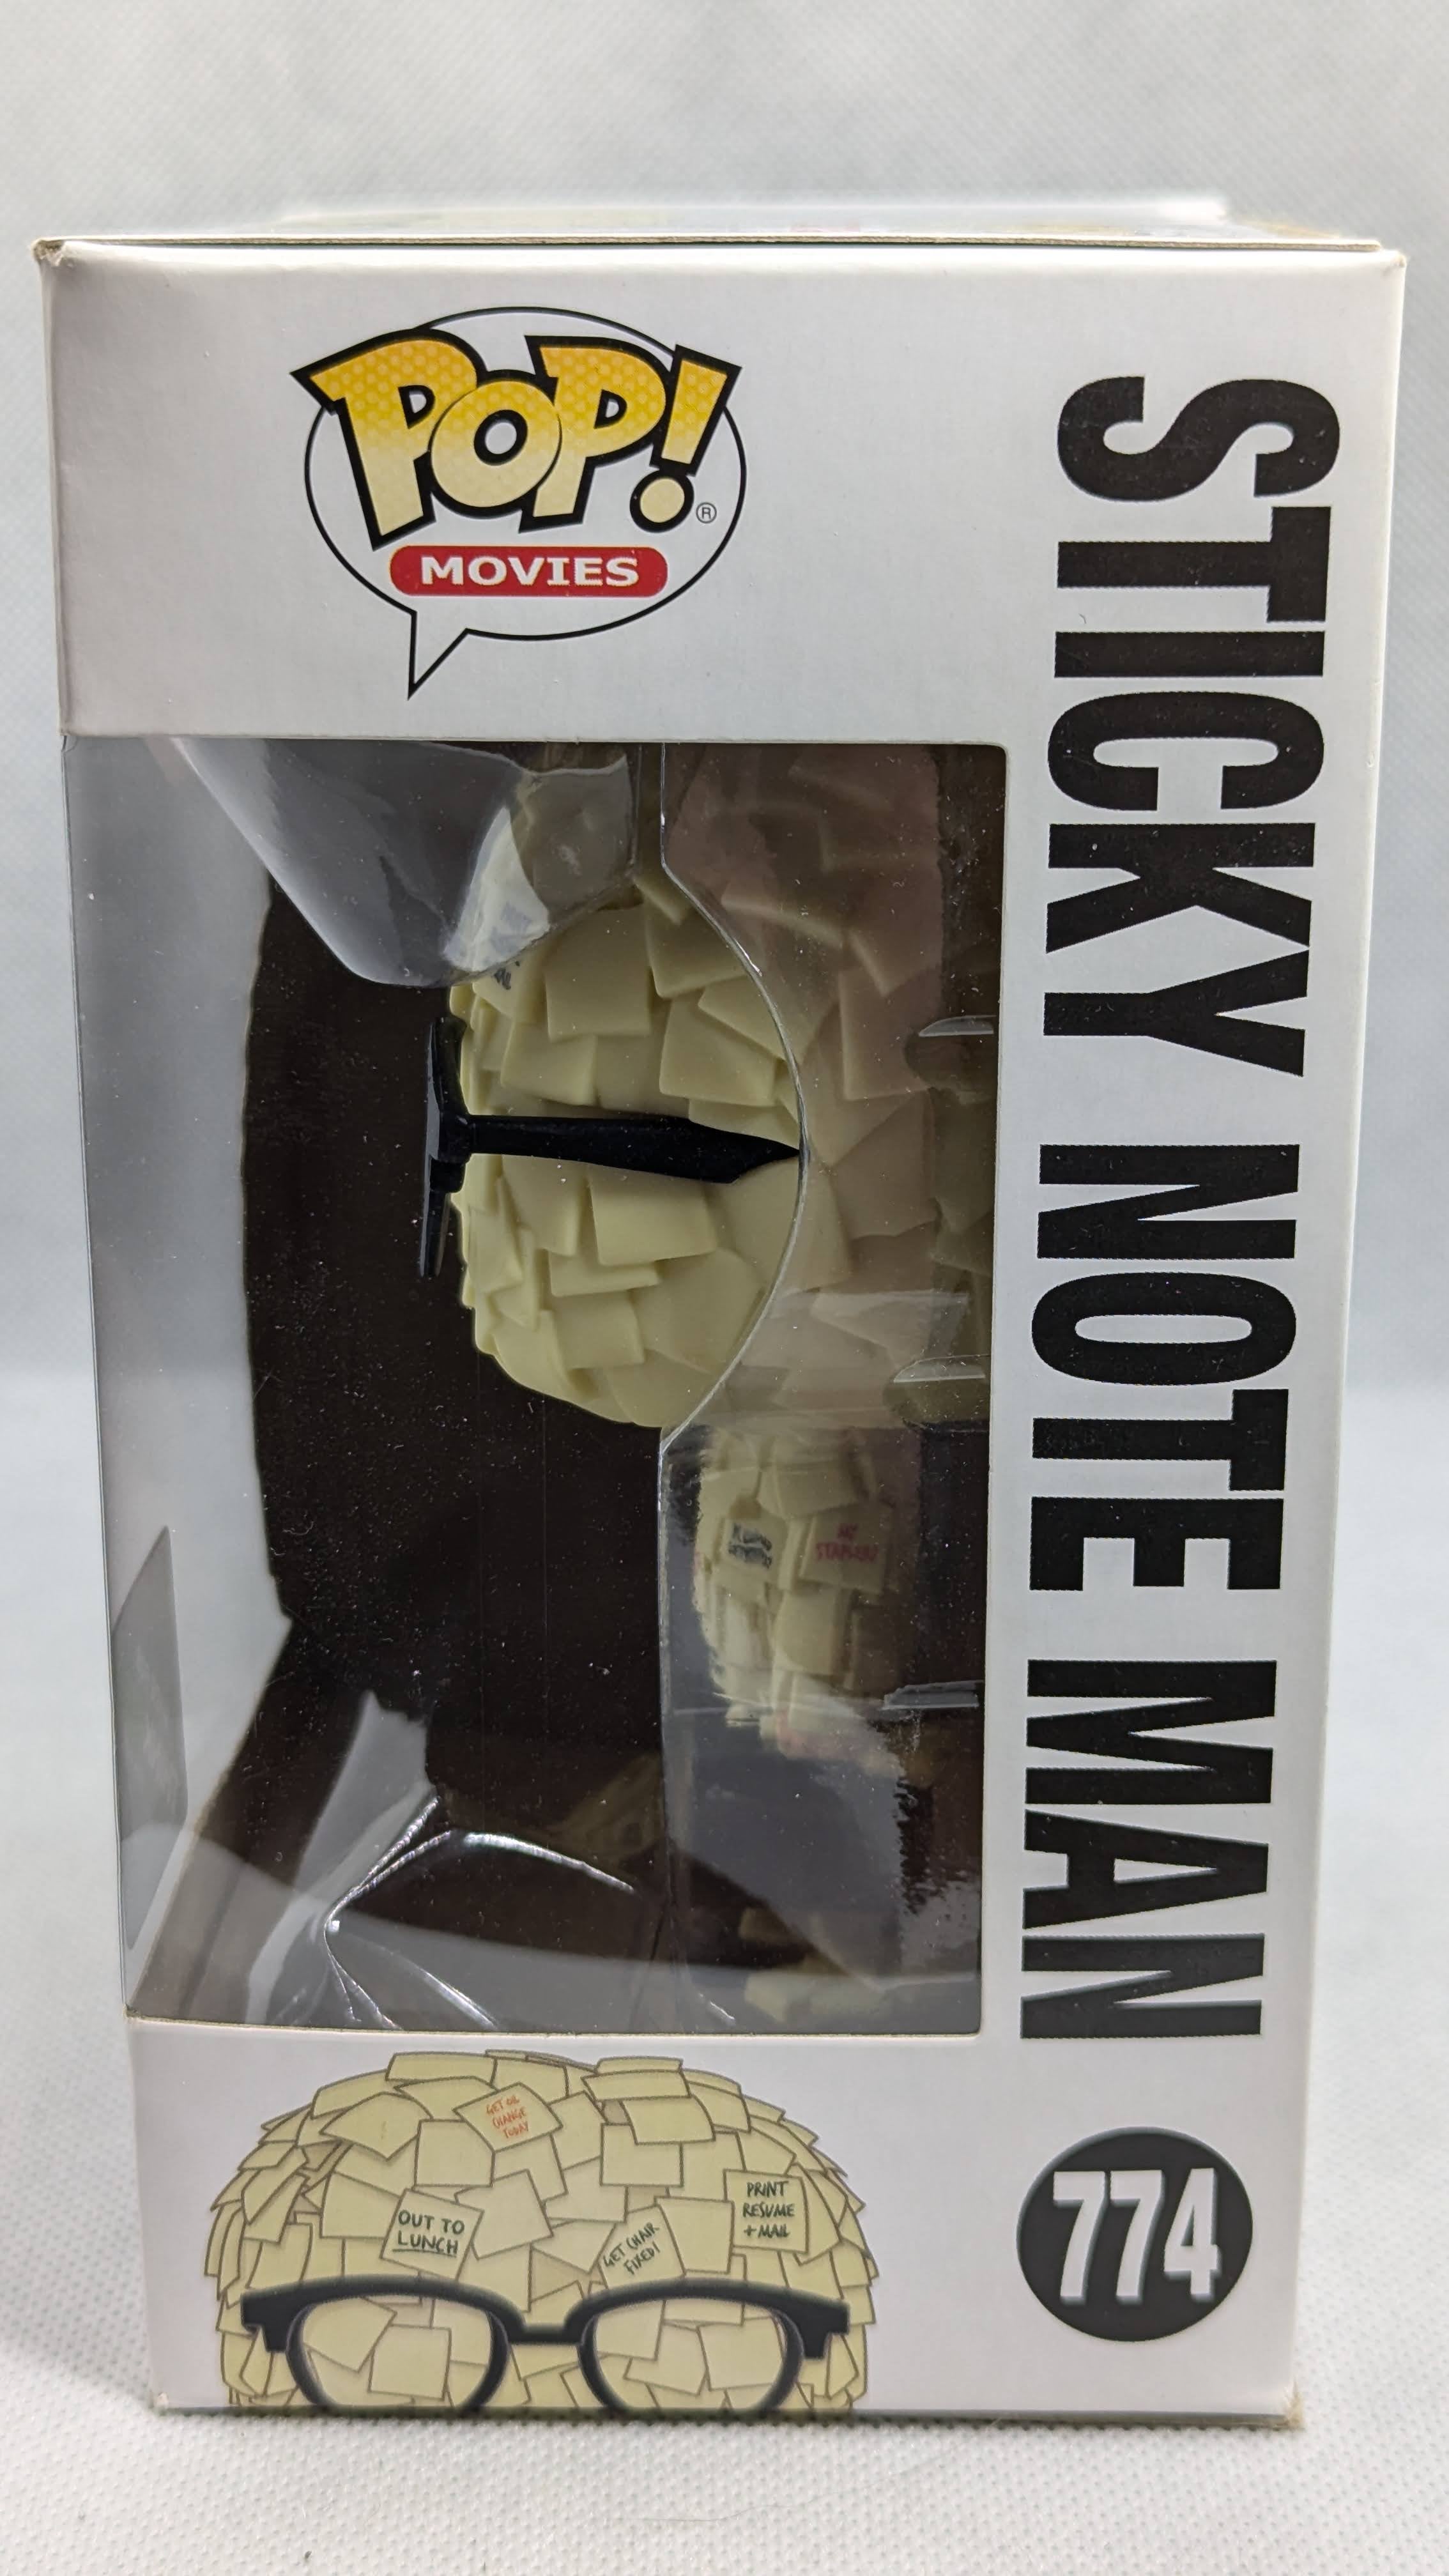 POP!
®
MOVIES
STICKY NOTE MAN
774
GET OIL
CHANGE
TODAY
OUT TO
LUNCH
GET CHAIR
FIXED!
PRINT
RESUME
+ MAIL